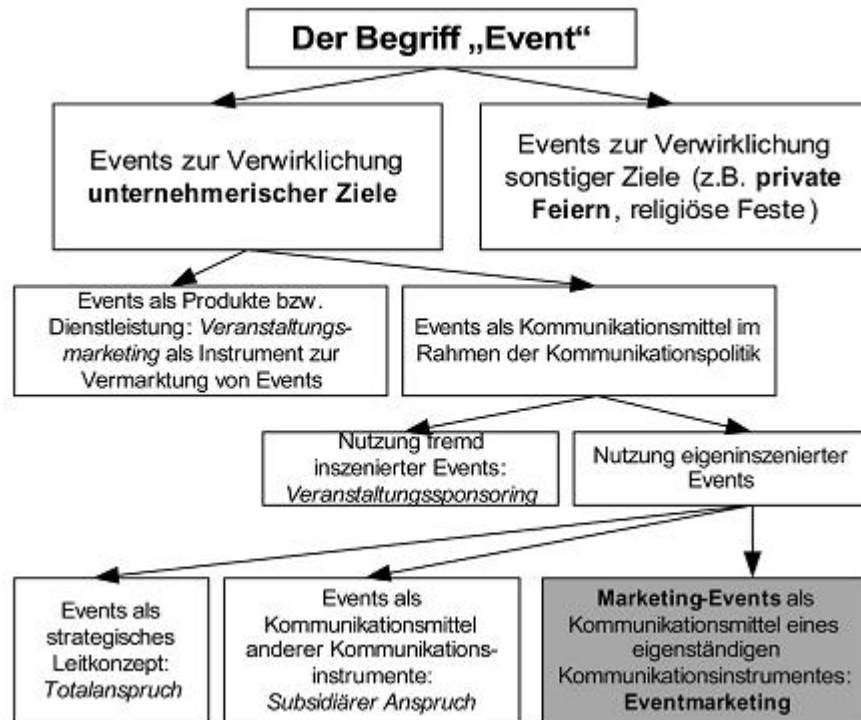 Der Begriff „Event“
Events zur Verwirklichung
unternehmerischer Ziele
Events zur Verwirklichung
sonstiger Ziele (z.B. private
Feiern, religiöse Feste)
Events als Produkte bzw.
Dienstleistung: Veranstaltungs-
marketing als Instrument zur
Vermarktung von Events
Events als Kommunikationsmittel im
Rahmen der Kommunikationspolitik
Nutzung fremd
inszenierter Events:
Veranstaltungssponsoring
Nutzung eigeninszenierter
Events
Events als
strategisches
Leitkonzept:
Totalanspruch
Events als
Kommunikationsmittel
anderer Kommunikations-
instrumente:
Subsidiärer Anspruch
Marketing-Events als
Kommunikationsmittel eines
eigenständigen
Kommunikationsinstrumentes:
Eventmarketing